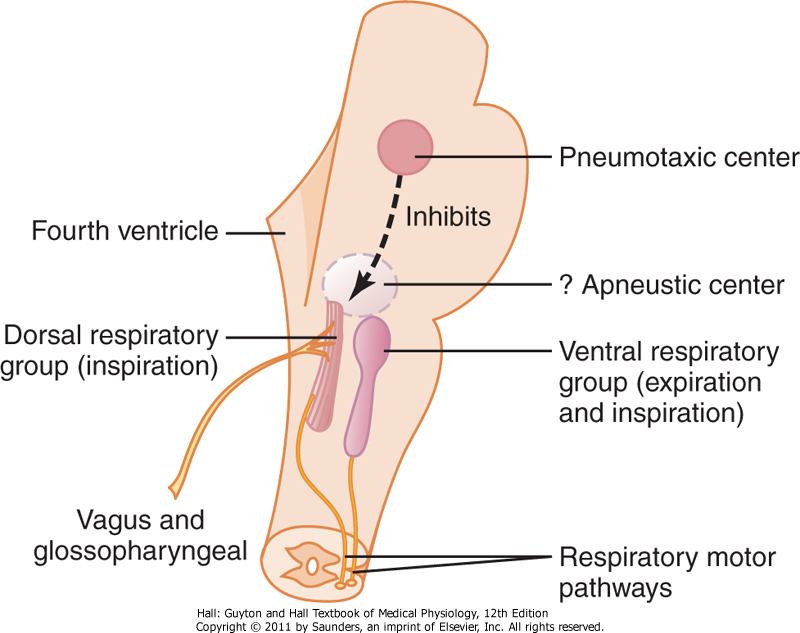 Pneumotaxic center
Inhibits
Fourth ventricle
? Apneustic center
Dorsal respiratory
group (inspiration)
Ventral respiratory
group (expiration
and inspiration)
Vagus and
glossopharyngeal
Respiratory motor
pathways
Hall: Guyton and Hall Textbook of Medical Physiology, 12th Edition
Copyright © 2011 by Saunders, an imprint of Elsevier, Inc. All rights reserved.